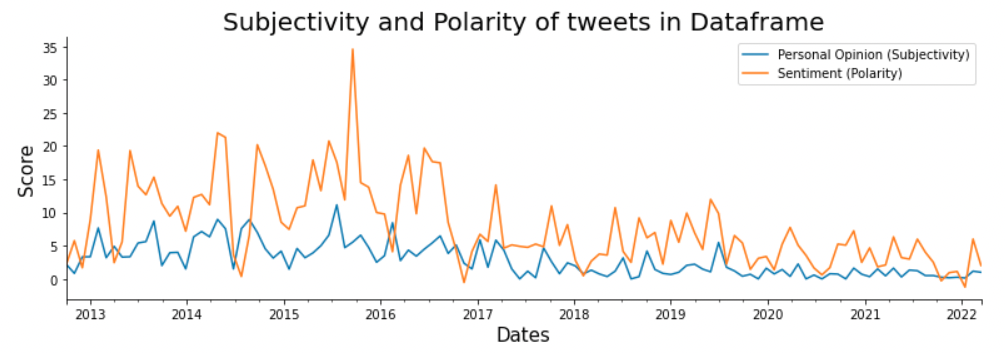 Subjectivity and Polarity of tweets in Dataframe
Personal Opinion (Subjectivity)
Sentiment (Polarity)
Score
35
30
25
20
15
10
5
0
2013 2014 2015 2016 2017 2018 2019 2020 2021 2022
Dates